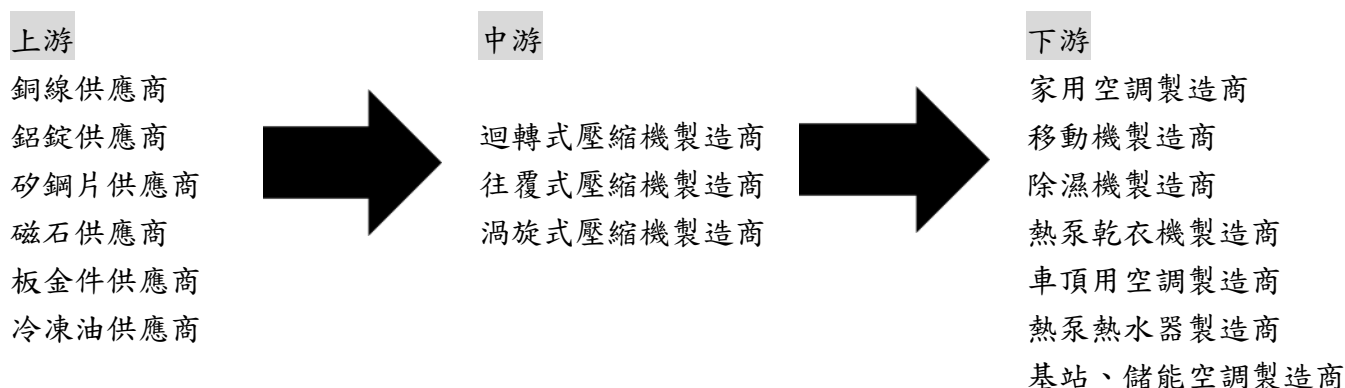 上游
銅線供應商
鋁錠供應商
矽鋼片供應商
磁石供應商
板金件供應商
冷凍油供應商
中游
迴轉式壓縮機製造商
往覆式壓縮機製造商
渦旋式壓縮機製造商
下游
家用空調製造商
移動機製造商
除濕機製造商
熱泵乾衣機製造商
車頂用空調製造商
熱泵熱水器製造商
基站、儲能空調製造商